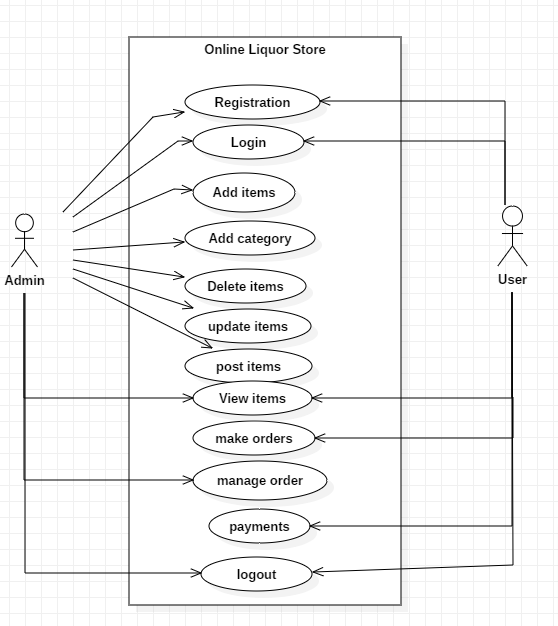 Online Liquor Store
Registration
Login
Add items
Add category
Delete items
update items
post items
View items
make orders
manage order
payments
logout
Admin
User